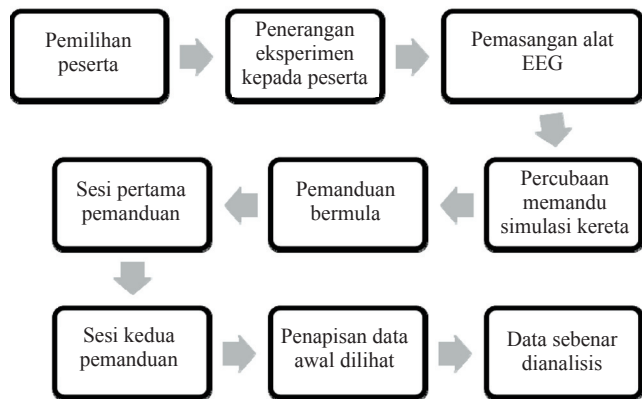 Pemilihan
peserta
Penerangan
eksperimen
kepada peserta
Pemasangan alat
EEG
Percubaan
memandu
simulasi kereta
Pemanduan
bermula
Sesi pertama
pemanduan
Sesi kedua
pemanduan
Penapisan data
awal dilihat
Data sebenar
dianalisis